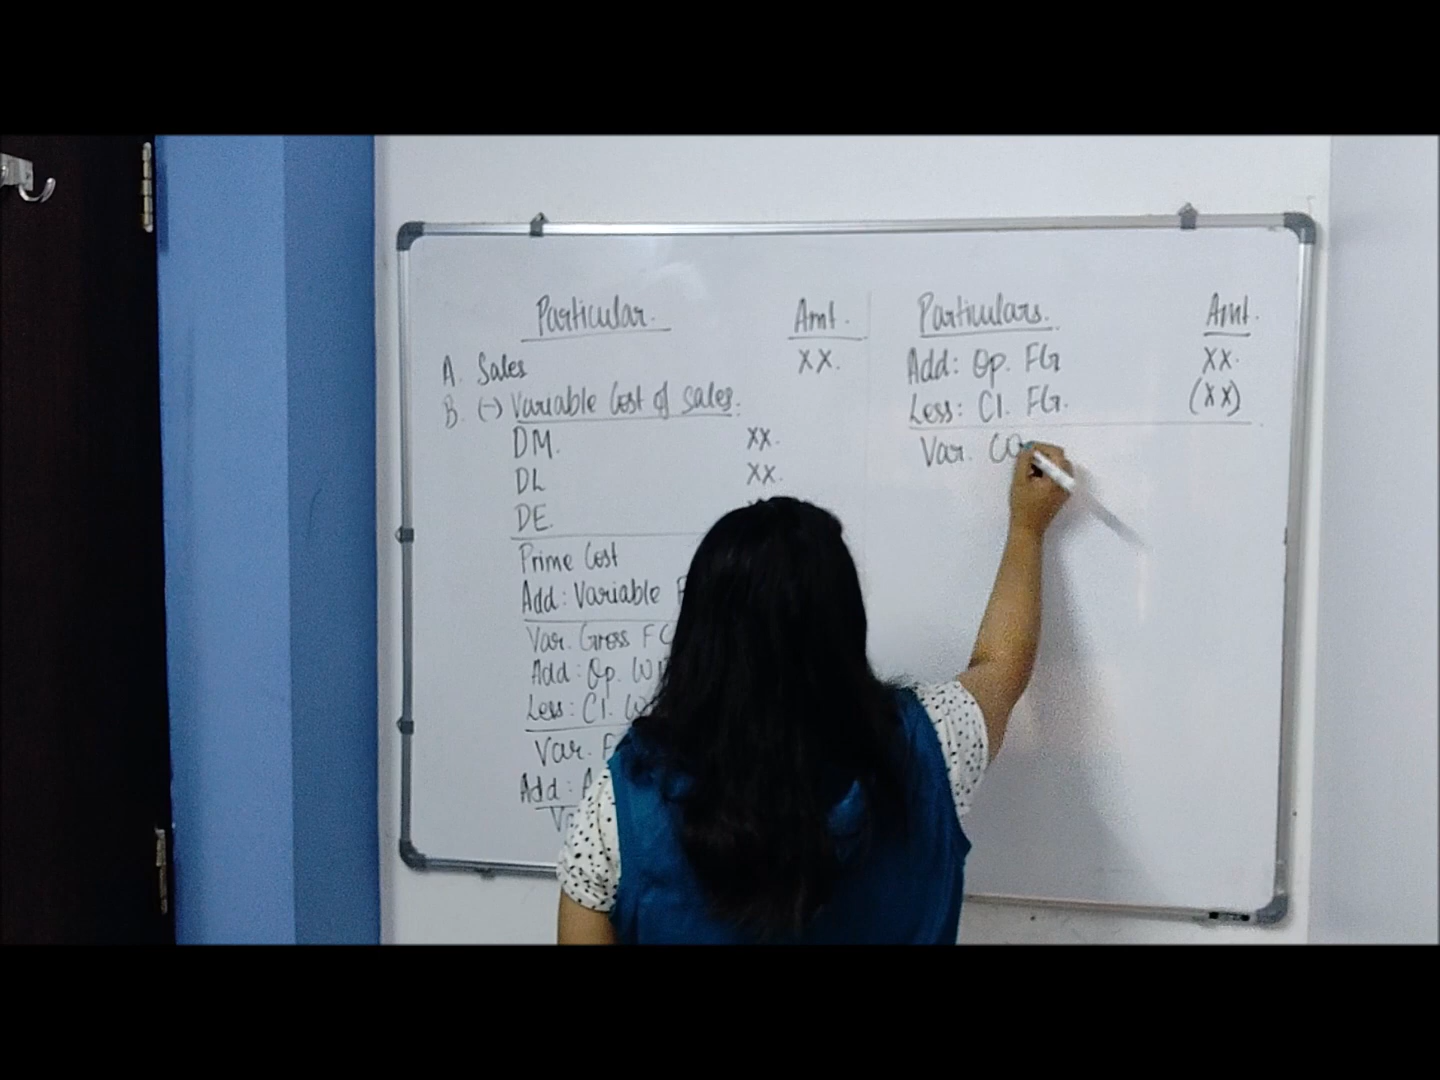 Particular.
Amt.
A. Sales
XX.
B. (-) Variable Cost of Sales.
DM.
XX.
DL
XX.
DE.
Prime Cost
Add: Variable
Var. Gross FC
Add: Op.
Less: Cl.
Var.
Add:
Particulars.
Amt.
Add: Op. FG
XX.
Less: Cl. FG.
(XX)
Var.